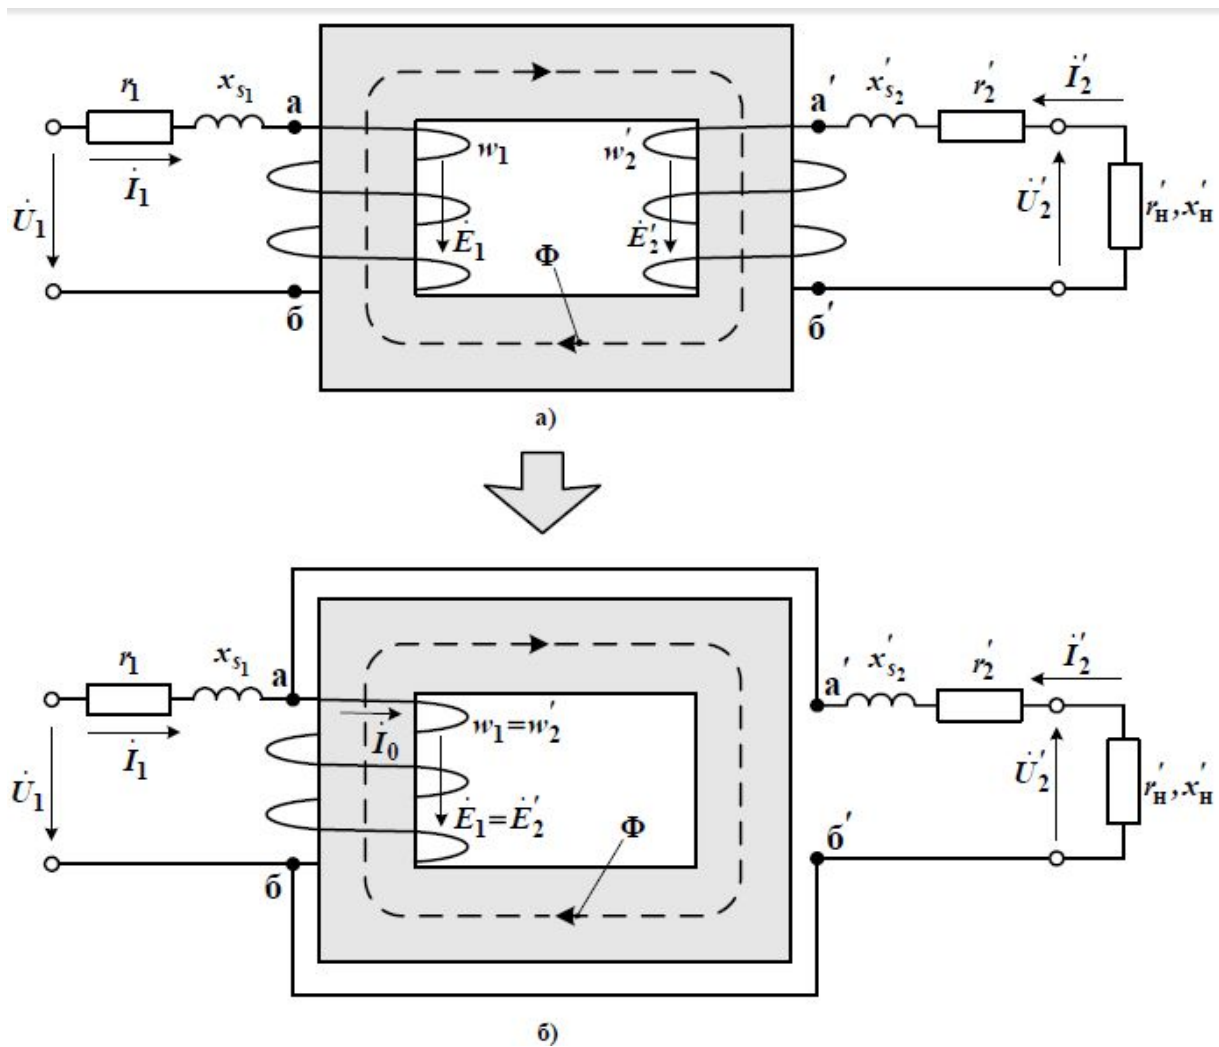 r₁ xₛ₁ а а′ x′ₛ₂ r′₂ İ′₂
w₁ w′₂
U̇₁ İ₁ Ė₁ Ė′₂ U̇′₂ r′н, x′н
Φ
б б′
а)
r₁ xₛ₁ а а′ x′ₛ₂ r′₂ İ′₂
İ₀ w₁=w′₂
U̇₁ İ₁ Ė₁=Ė′₂ U̇′₂ r′н, x′н
Φ
б б′
б)